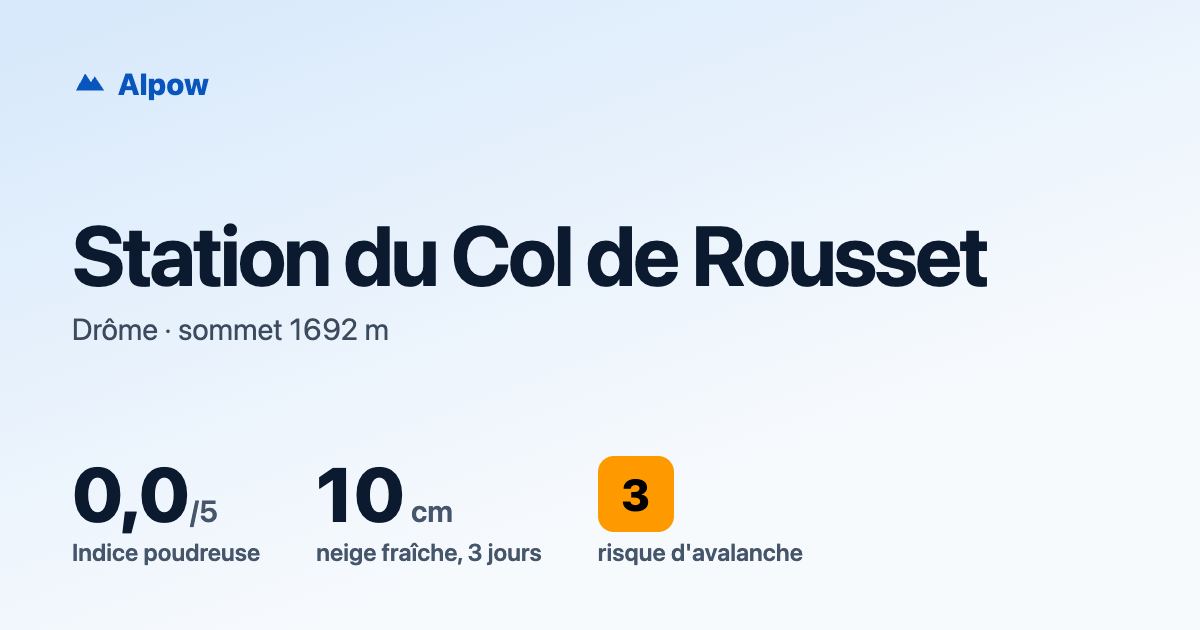 Alpow
Station du Col de Rousset
Drôme · sommet 1692 m
0,0/5
Indice poudreuse
10 cm
neige fraîche, 3 jours
3
risque d'avalanche